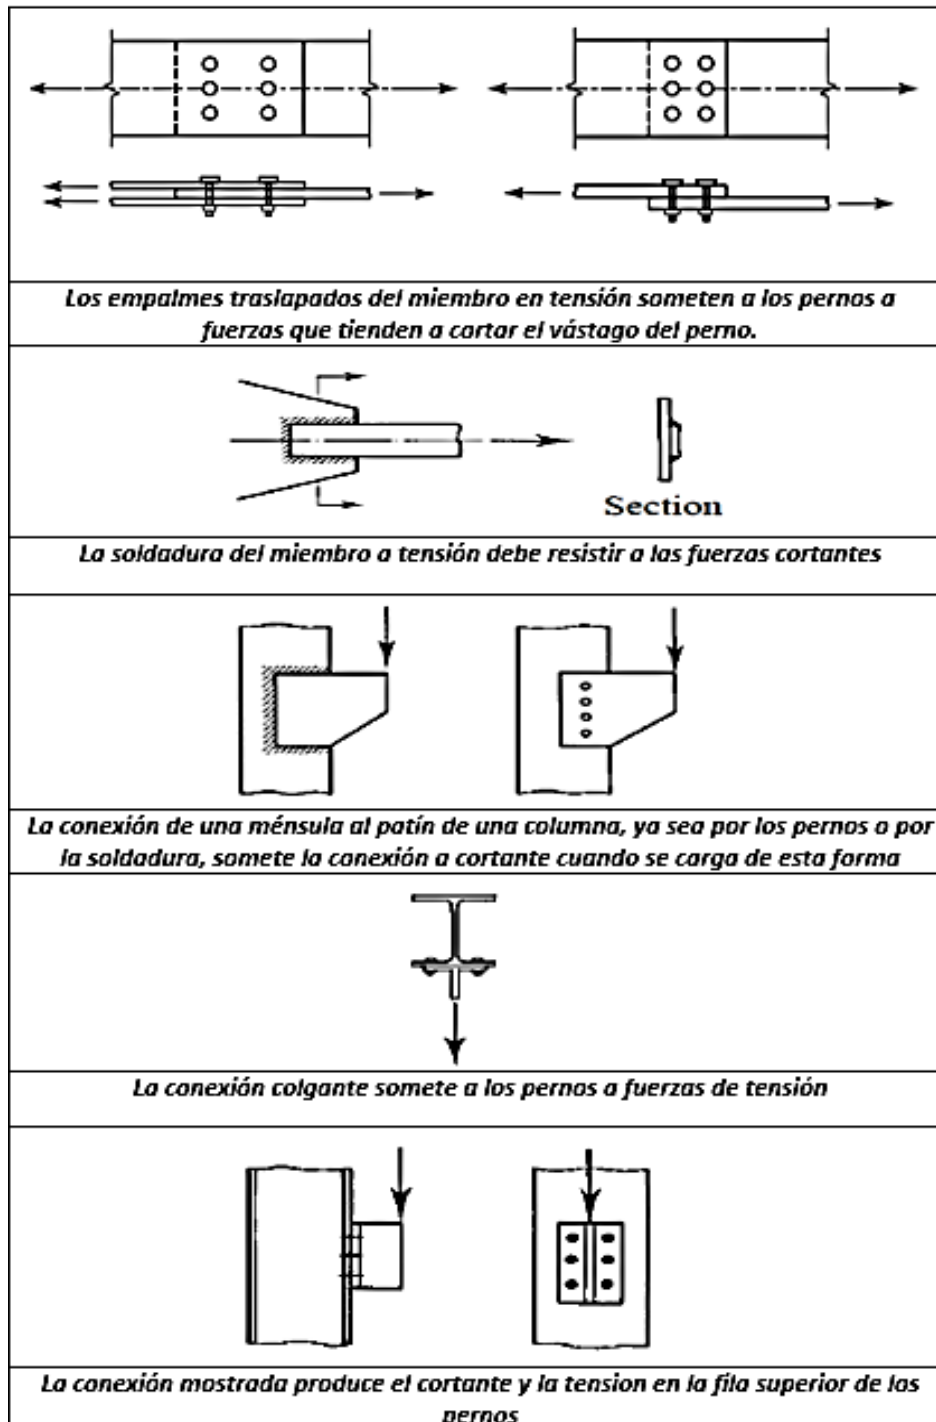 Los empalmes traslapados del miembro en tensión someten a los pernos a
fuerzas que tienden a cortar el vástago del perno.
Section
La soldadura del miembro a tensión debe resistir a las fuerzas cortantes
La conexión de una ménsula al patín de una columna, ya sea por los pernos o por
la soldadura, somete la conexión a cortante cuando se carga de esta forma
La conexión colgante somete a los pernos a fuerzas de tensión
La conexión mostrada produce el cortante y la tension en la fila superior de los
pernos